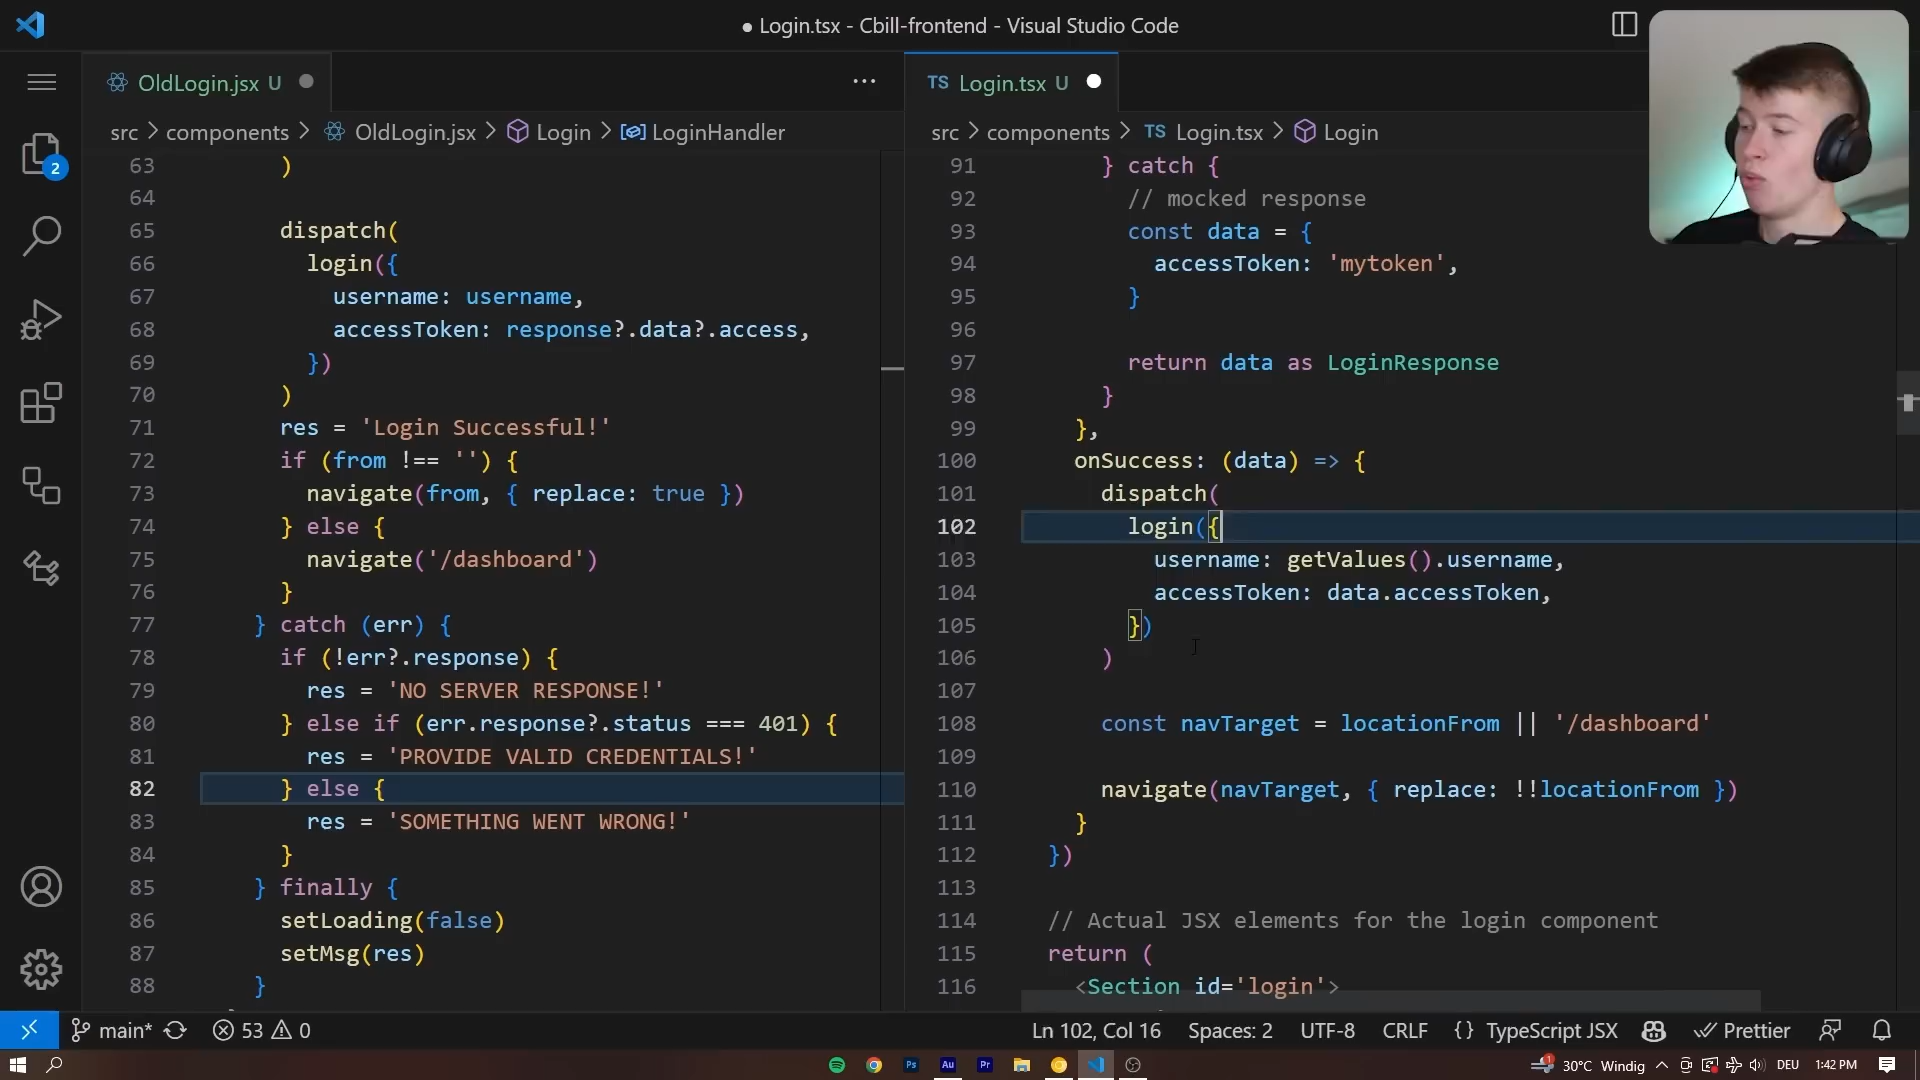 ● Login.tsx - Cbill-frontend - Visual Studio Code
OldLogin.jsx U
src > components > OldLogin.jsx > Login > LoginHandler
63 )
64
65 dispatch(
66 login({
67 username: username,
68 accessToken: response?.data?.access,
69 })
70 )
71 res = 'Login Successful!'
72 if (from !== '') {
73 navigate(from, { replace: true })
74 } else {
75 navigate('/dashboard')
76 }
77 } catch (err) {
78 if (!err?.response) {
79 res = 'NO SERVER RESPONSE!'
80 } else if (err.response?.status === 401) {
81 res = 'PROVIDE VALID CREDENTIALS!'
82 } else {
83 res = 'SOMETHING WENT WRONG!'
84 }
85 } finally {
86 setLoading(false)
87 setMsg(res)
88 }
TS Login.tsx U
src > components > TS Login.tsx > Login
91 } catch {
92 // mocked response
93 const data = {
94 accessToken: 'mytoken',
95 }
96
97 return data as LoginResponse
98 }
99 },
100 onSuccess: (data) => {
101 dispatch(
102 login({
103 username: getValues().username,
104 accessToken: data.accessToken,
105 })
106 )
107
108 const navTarget = locationFrom || '/dashboard'
109
110 navigate(navTarget, { replace: !!locationFrom })
111 }
112 })
113
114 // Actual JSX elements for the login component
115 return (
116 <Section id='login'>
2
main* 53 0 Ln 102, Col 16 Spaces: 2 UTF-8 CRLF {} TypeScript JSX Prettier
Ps Au Pr 1 30°C Windig DEU 1:42 PM